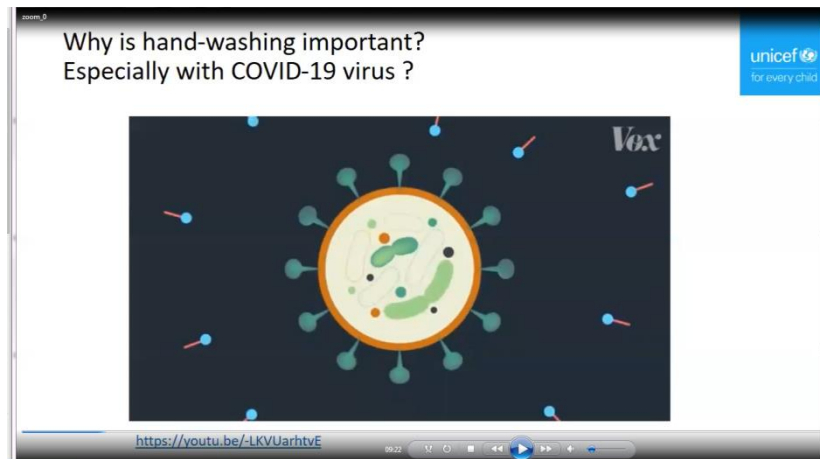 zoom_0
Why is hand-washing important?
Especially with COVID-19 virus ?
unicef
for every child
Vox
https://youtu.be/-LKVUarhtvE
09:22